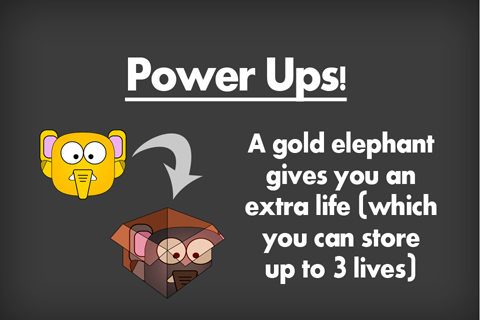 Power Ups!
A gold elephant
gives you an
extra life (which
you can store
up to 3 lives)